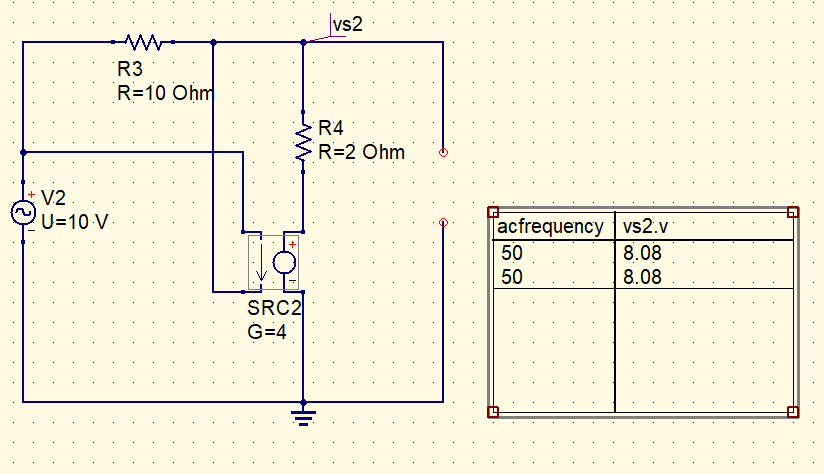 vs2
R3
R=10 Ohm
R4
R=2 Ohm
+ V2
U=10 V
−
+
−
SRC2
G=4
acfrequency vs2.v
50 8.08
50 8.08